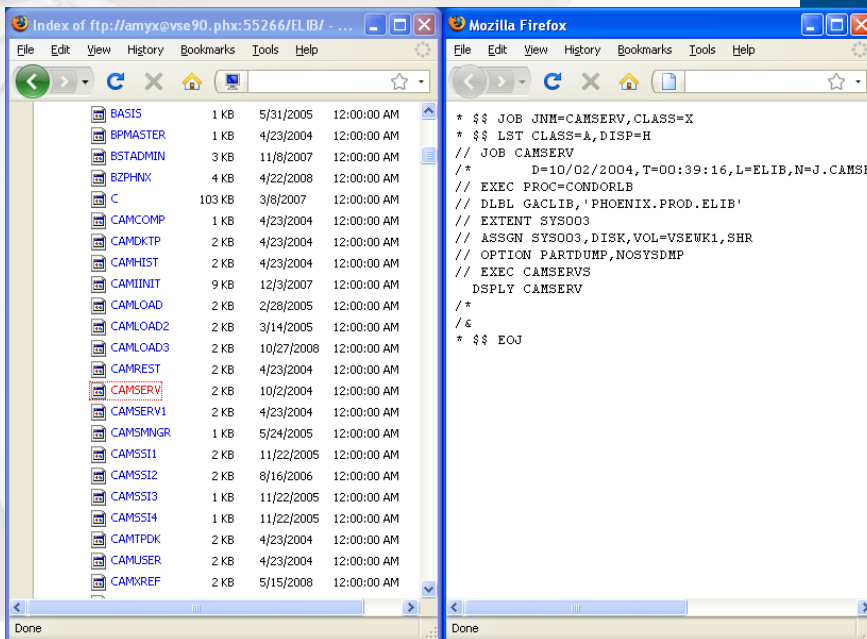 Index of ftp://amyx@vse90.phx:55266/ELIB/ - ...
File Edit View History Bookmarks Tools Help
BASIS 1 KB 5/31/2005 12:00:00 AM
BPMASTER 1 KB 4/23/2004 12:00:00 AM
BSTADMIN 3 KB 11/8/2007 12:00:00 AM
BZPHNX 4 KB 4/22/2008 12:00:00 AM
C 103 KB 3/8/2007 12:00:00 AM
CAMCOMP 1 KB 4/23/2004 12:00:00 AM
CAMDKTP 2 KB 4/23/2004 12:00:00 AM
CAMHIST 2 KB 4/23/2004 12:00:00 AM
CAMIINIT 9 KB 12/3/2007 12:00:00 AM
CAMLOAD 2 KB 2/28/2005 12:00:00 AM
CAMLOAD2 2 KB 3/14/2005 12:00:00 AM
CAMLOAD3 2 KB 10/27/2008 12:00:00 AM
CAMREST 2 KB 4/23/2004 12:00:00 AM
CAMSERV 2 KB 10/2/2004 12:00:00 AM
CAMSERV1 2 KB 4/23/2004 12:00:00 AM
CAMSMNGR 1 KB 5/24/2005 12:00:00 AM
CAMSSI1 2 KB 11/22/2005 12:00:00 AM
CAMSSI2 2 KB 8/16/2006 12:00:00 AM
CAMSSI3 1 KB 11/22/2005 12:00:00 AM
CAMSSI4 1 KB 11/22/2005 12:00:00 AM
CAMTPDK 2 KB 4/23/2004 12:00:00 AM
CAMUSER 2 KB 4/23/2004 12:00:00 AM
CAMXREF 2 KB 5/15/2008 12:00:00 AM
Done
Mozilla Firefox
File Edit View History Bookmarks Tools Help
* $$ JOB JNM=CAMSERV,CLASS=X
* $$ LST CLASS=A,DISP=H
// JOB CAMSERV
/* D=10/02/2004,T=00:39:16,L=ELIB,N=J.CAMSE
// EXEC PROC=CONDORLB
// DLBL GACLIB,'PHOENIX.PROD.ELIB'
// EXTENT SYS003
// ASSGN SYS003,DISK,VOL=VSEWK1,SHR
// OPTION PARTDUMP,NOSYSDMP
// EXEC CAMSERVS
DSPLY CAMSERV
/*
/&
* $$ EOJ
Done